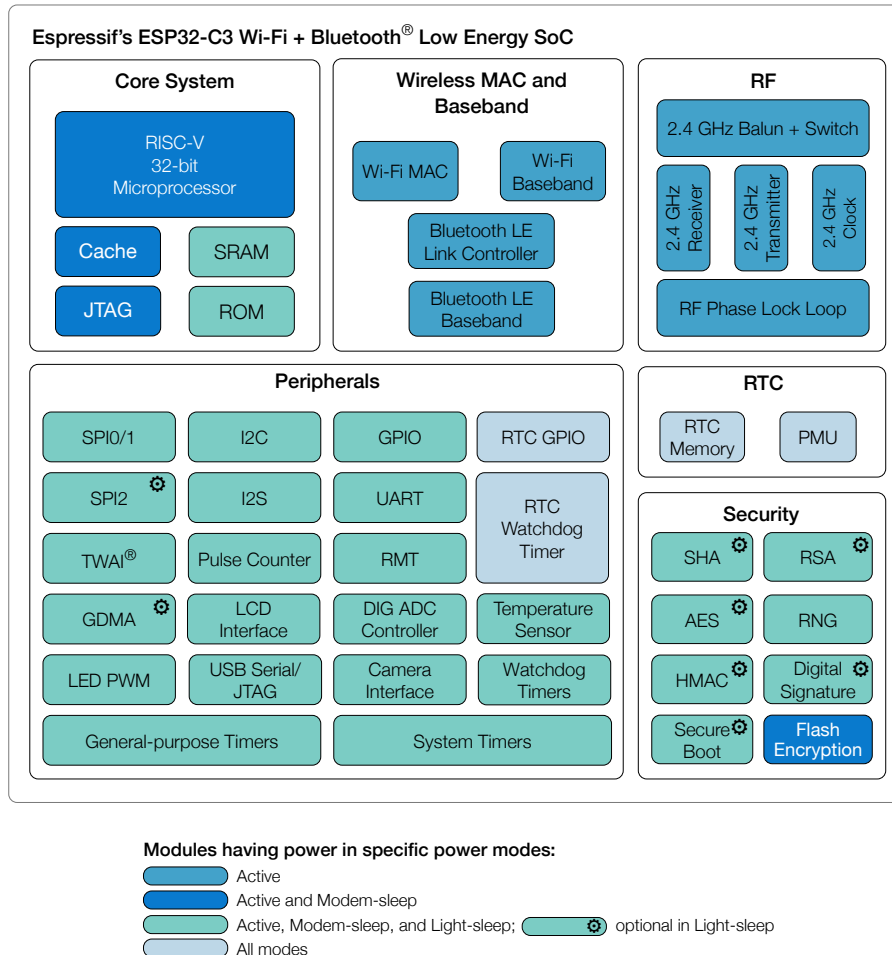 Espressif's ESP32-C3 Wi-Fi + Bluetooth® Low Energy SoC
Core System
RISC-V
32-bit
Microprocessor
Cache
SRAM
JTAG
ROM
Wireless MAC and
Baseband
Wi-Fi MAC
Wi-Fi
Baseband
Bluetooth LE
Link Controller
Bluetooth LE
Baseband
RF
2.4 GHz Balun + Switch
2.4 GHz
Receiver
2.4 GHz
Transmitter
2.4 GHz
Clock
RF Phase Lock Loop
Peripherals
SPI0/1
I2C
GPIO
RTC GPIO
SPI2
I2S
UART
RTC
Watchdog
Timer
TWAI®
Pulse Counter
RMT
GDMA
LCD
Interface
DIG ADC
Controller
Temperature
Sensor
LED PWM
USB Serial/
JTAG
Camera
Interface
Watchdog
Timers
General-purpose Timers
System Timers
RTC
RTC
Memory
PMU
Security
SHA
RSA
AES
RNG
HMAC
Digital
Signature
Secure
Boot
Flash
Encryption
Modules having power in specific power modes:
Active
Active and Modem-sleep
Active, Modem-sleep, and Light-sleep; optional in Light-sleep
All modes